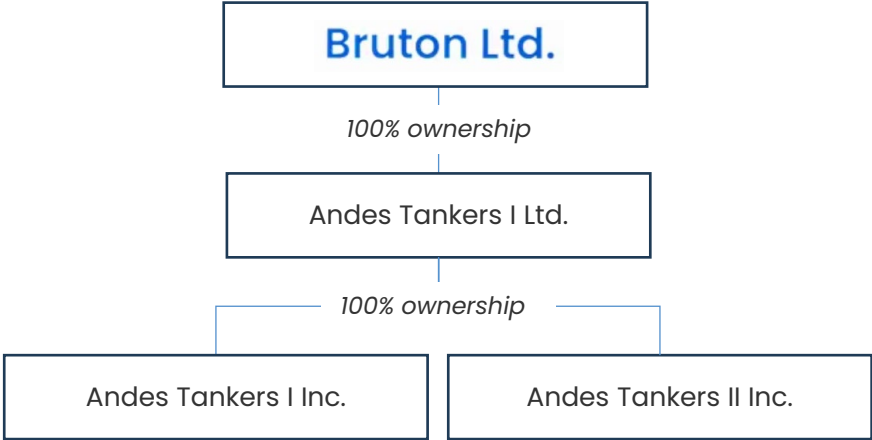 Bruton Ltd.
100% ownership
Andes Tankers I Ltd.
100% ownership
Andes Tankers I Inc.
Andes Tankers II Inc.